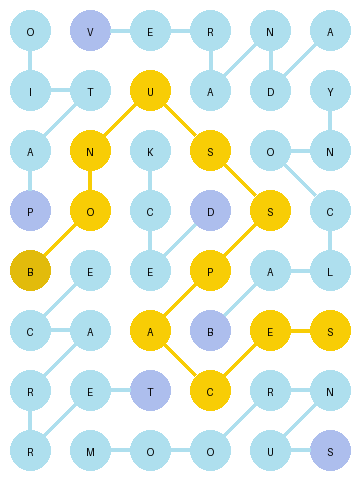 O V E R N A
I T U A D Y
A N K S O N
P O C D S C
B E E P A L
C A A B E S
R E T C R N
R M O O U S